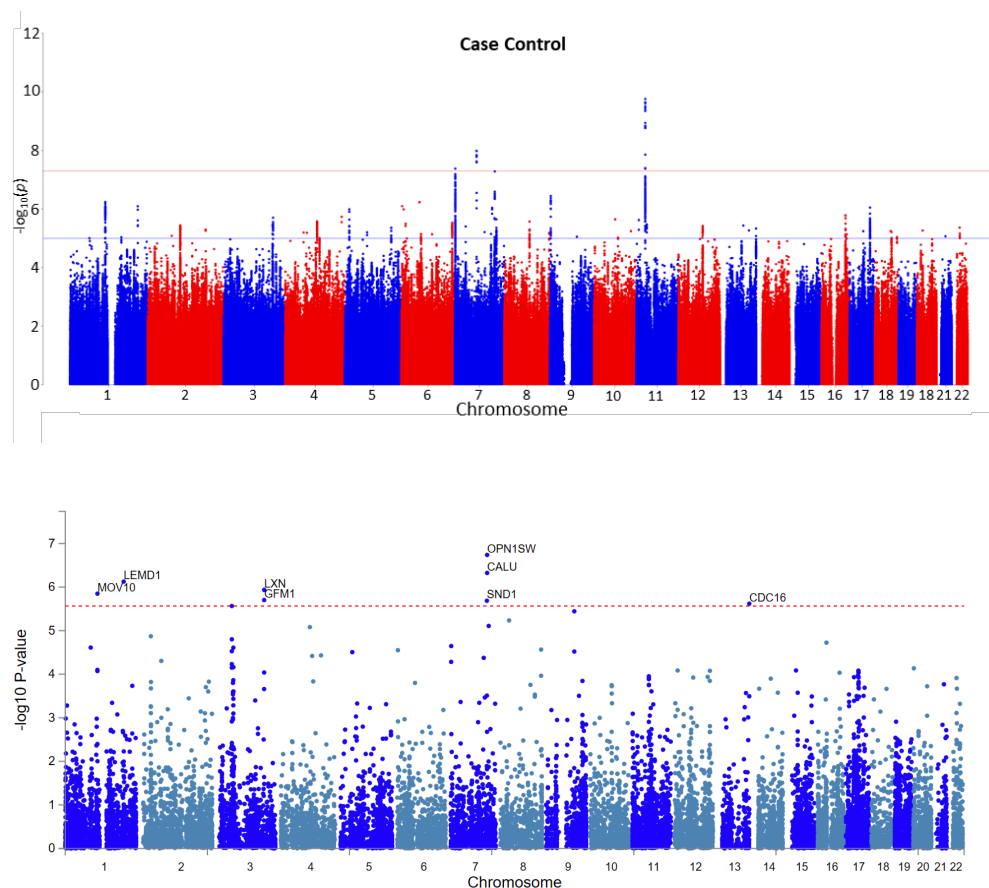 Case Control
12
10
8
6
4
2
0
-log10(p)
1 2 3 4 5 6 7 8 9 10 11 12 13 14 15 16 17 18 19 18 21 22
Chromosome
7
6
5
4
3
2
1
0
-log10 P-value
OPN1SW
CALU
LEMD1
MOV10
LXN
GFM1
SND1
CDC16
1 2 3 4 5 6 7 8 9 10 11 12 13 14 15 16 17 18 19 20 21 22
Chromosome